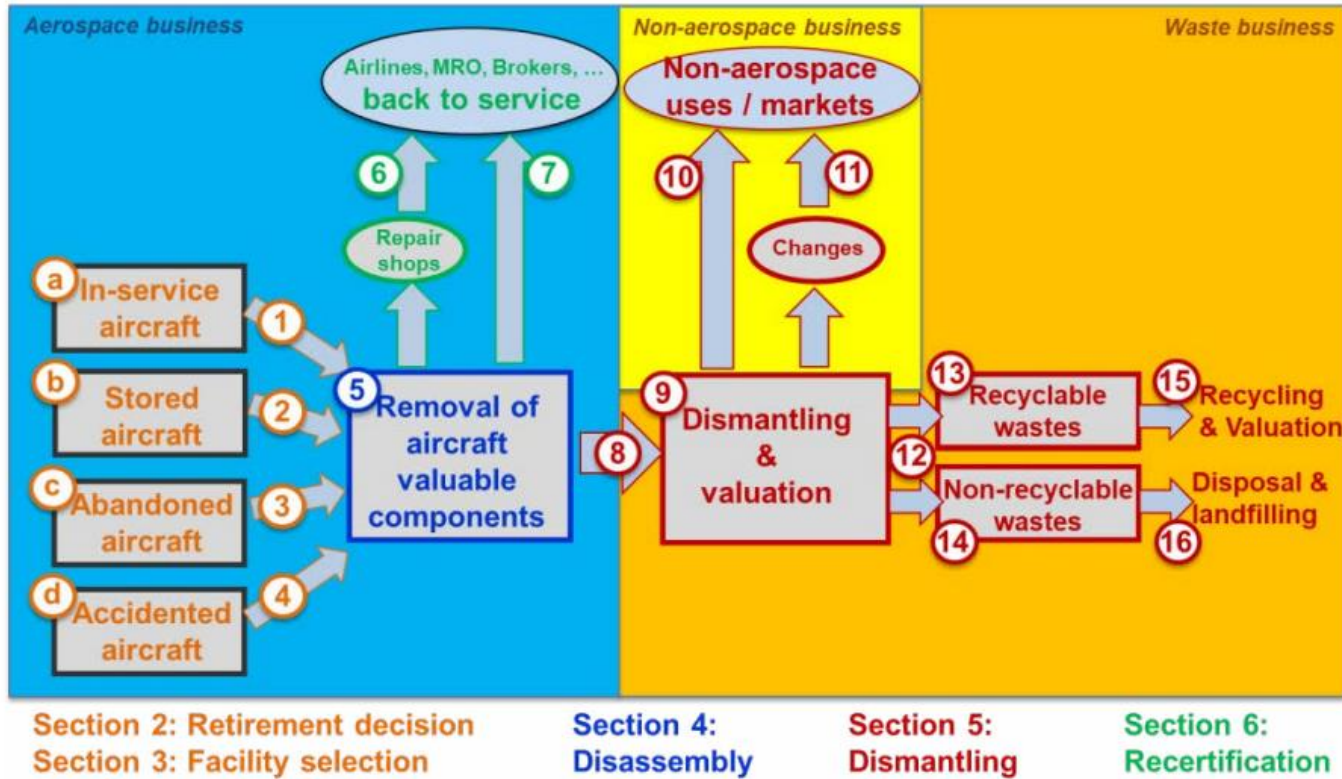 Aerospace business
Non-aerospace business
Waste business
Airlines, MRO, Brokers, ...
back to service
Non-aerospace
uses / markets
6
7
10
11
Repair
shops
Changes
a
In-service
aircraft
1
b
Stored
aircraft
2
c
Abandoned
aircraft
3
d
Accidented
aircraft
4
5
Removal of
aircraft
valuable
components
8
9
Dismantling
&
valuation
12
13
Recyclable
wastes
15
Recycling
& Valuation
14
Non-recyclable
wastes
16
Disposal &
landfilling
Section 2: Retirement decision
Section 3: Facility selection
Section 4:
Disassembly
Section 5:
Dismantling
Section 6:
Recertification